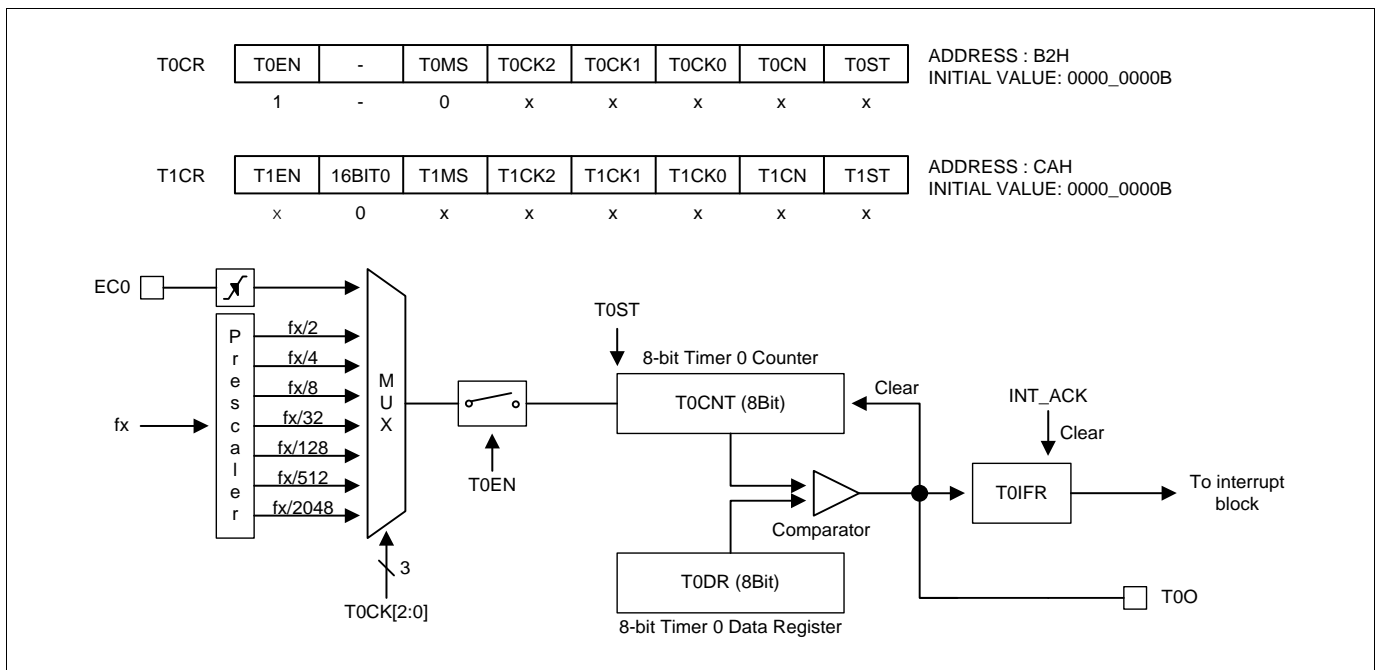 T0CR T0EN - T0MS T0CK2 T0CK1 T0CK0 T0CN T0ST ADDRESS : B2H
INITIAL VALUE: 0000_0000B
1 - 0 x x x x x
T1CR T1EN 16BIT0 T1MS T1CK2 T1CK1 T1CK0 T1CN T1ST ADDRESS : CAH
INITIAL VALUE: 0000_0000B
x 0 x x x x x x
EC0
Prescaler
fx
fx/2
fx/4
fx/8
fx/32
fx/128
fx/512
fx/2048
MUX
3
T0CK[2:0]
T0EN
T0ST
8-bit Timer 0 Counter
T0CNT (8Bit)
Clear
Comparator
T0DR (8Bit)
8-bit Timer 0 Data Register
INT_ACK
Clear
T0IFR
To interrupt
block
T0O